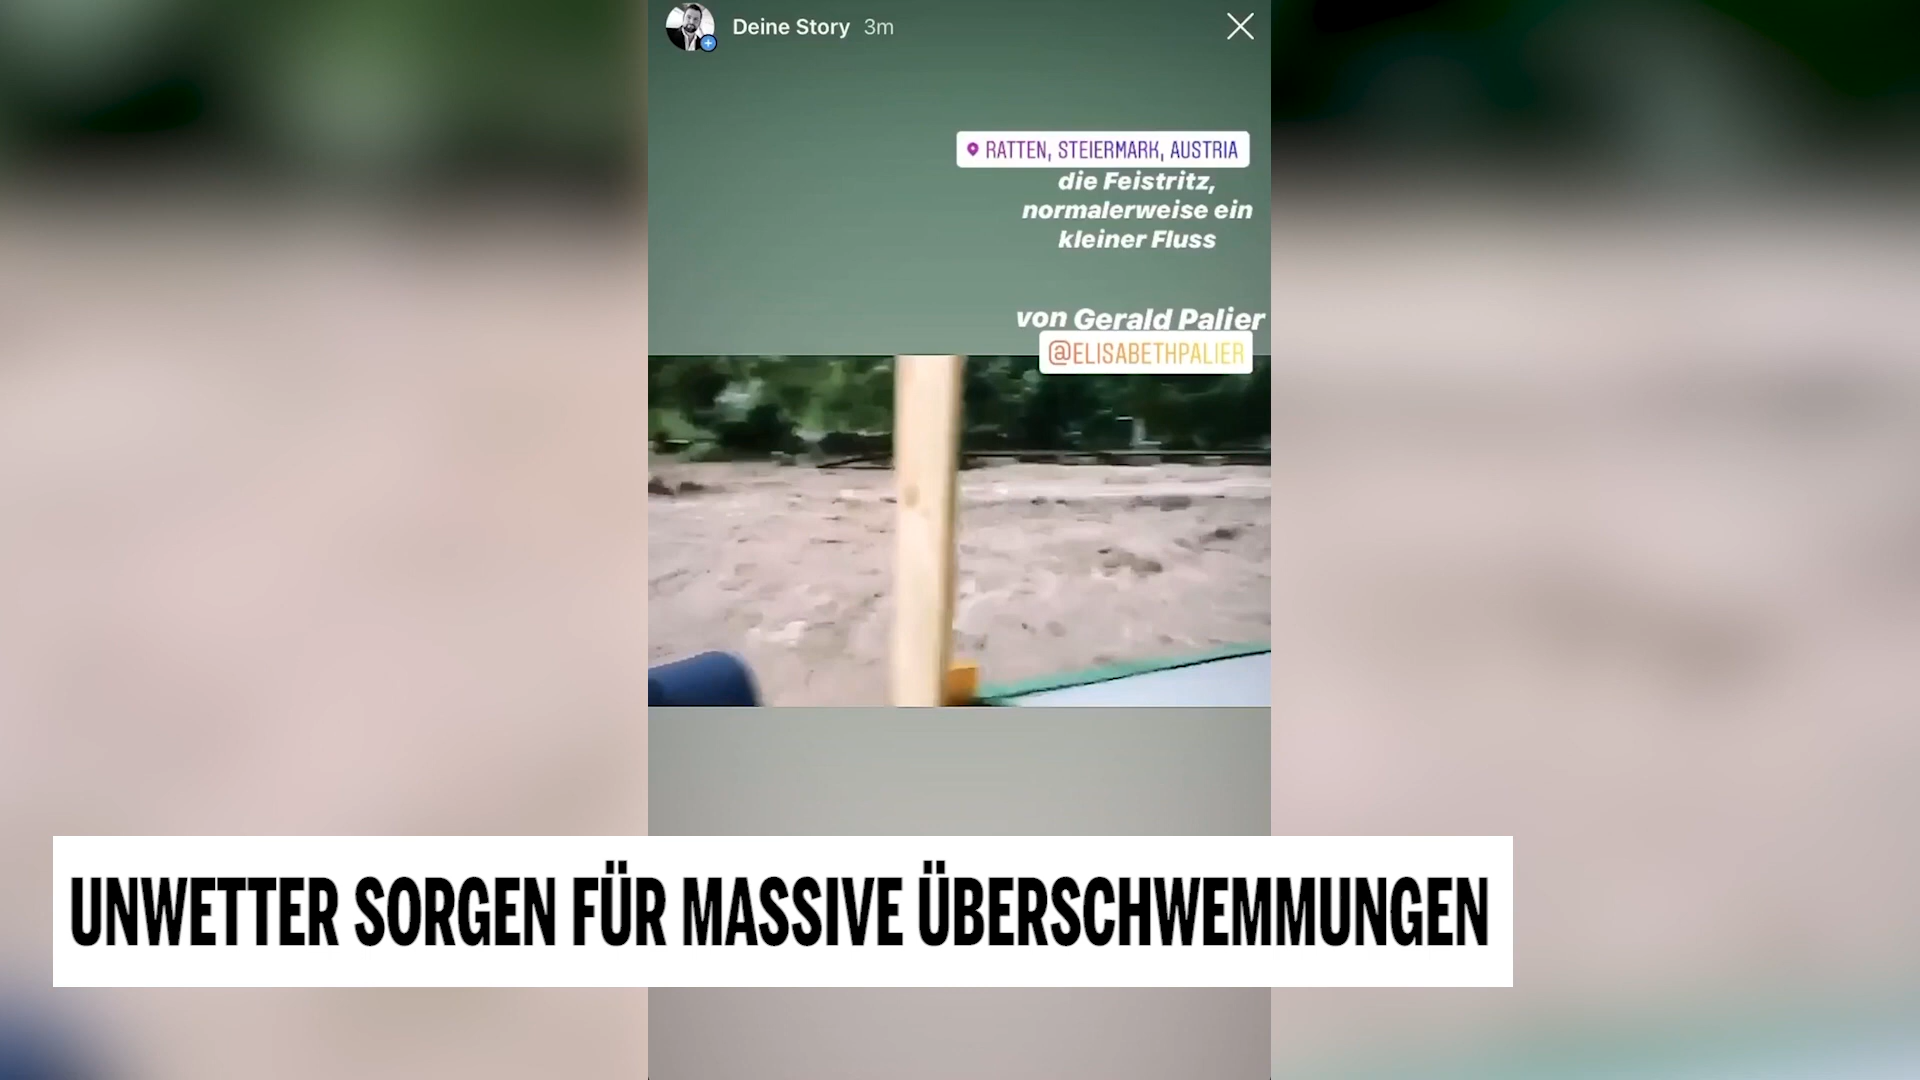 Deine Story 3m
RATTEN, STEIERMARK, AUSTRIA
die Feistritz,
normalerweise ein
kleiner Fluss
von Gerald Palier
@ELISABETHPALIER
UNWETTER SORGEN FÜR MASSIVE ÜBERSCHWEMMUNGEN